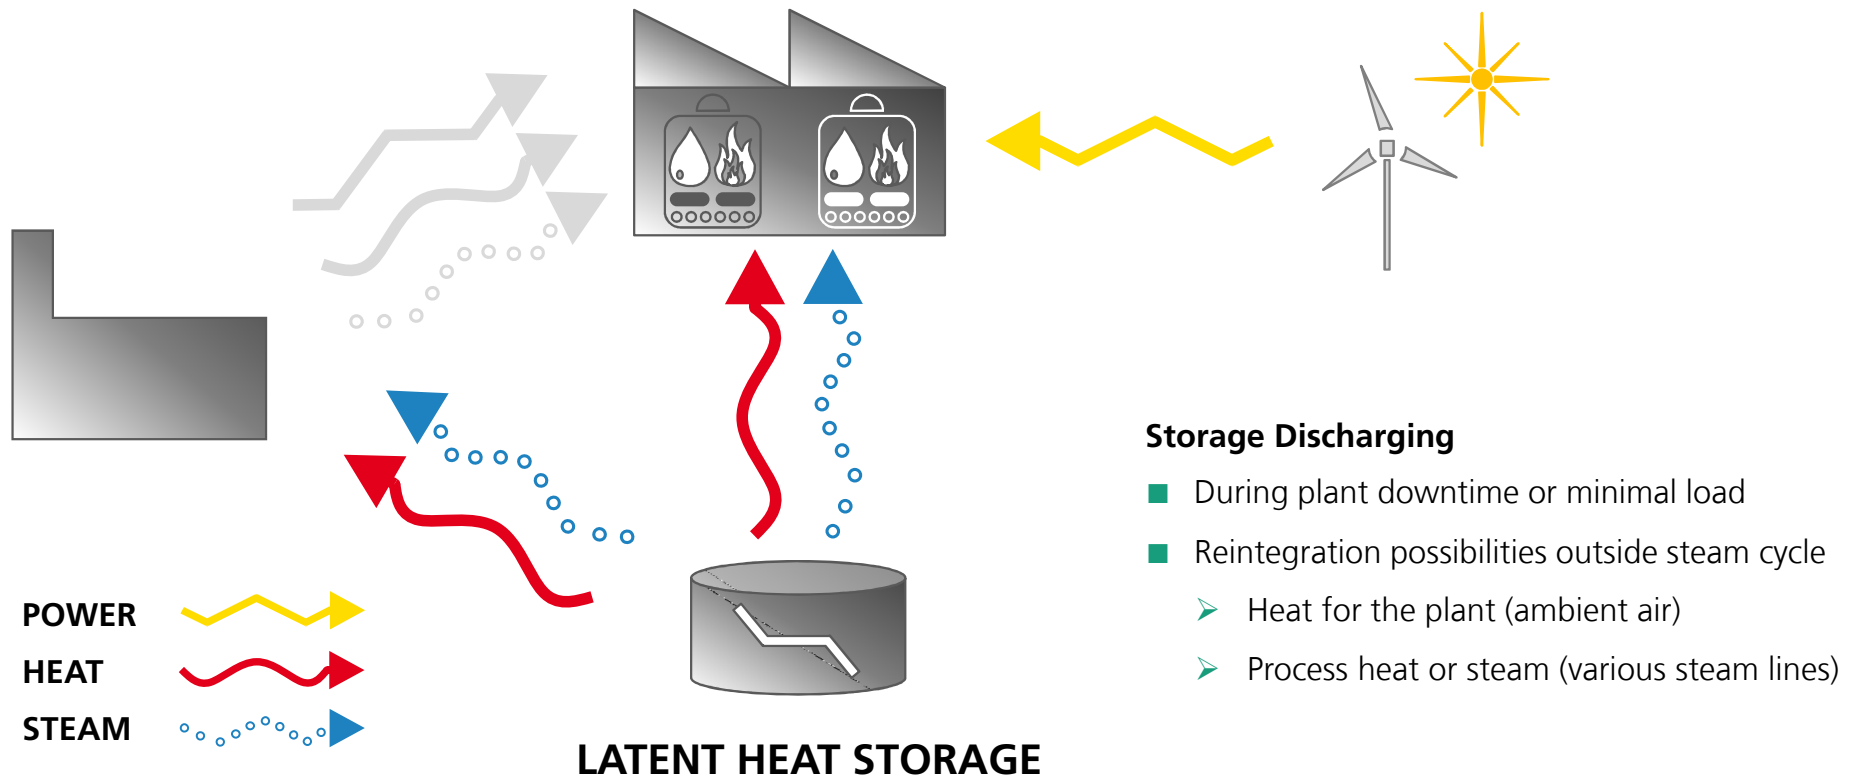 Storage Discharging
During plant downtime or minimal load
Reintegration possibilities outside steam cycle
Heat for the plant (ambient air)
Process heat or steam (various steam lines)
POWER
HEAT
STEAM
LATENT HEAT STORAGE